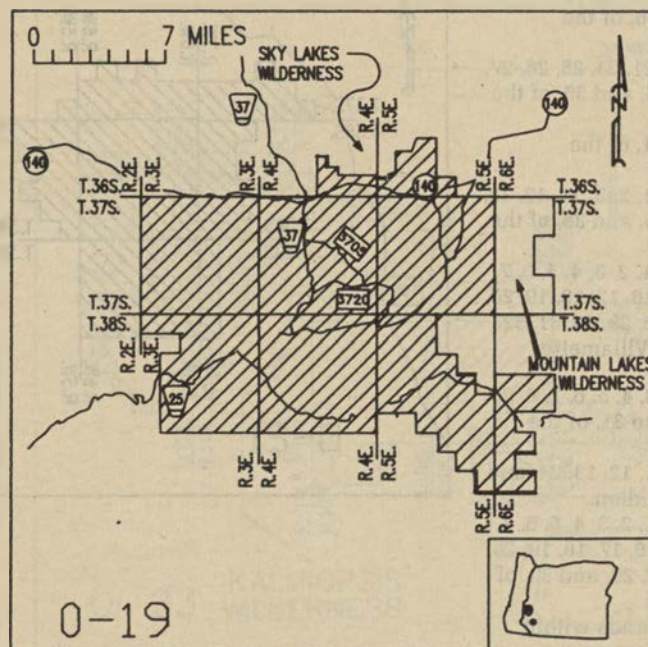 0 7 MILES
SKY LAKES
WILDERNESS
37
140
140
R.2E. R.3E.
R.3E. R.4E.
R.4E. R.5E.
R.5E. R.6E.
140
T.36S.
T.37S.
T.36S.
T.37S.
37
3705
3720
T.37S.
T.38S.
T.37S.
T.38S.
R.2E. R.3E.
MOUNTAIN LAKES
WILDERNESS
25
R.3E. R.4E.
R.4E. R.5E.
R.5E. R.6E.
0-19